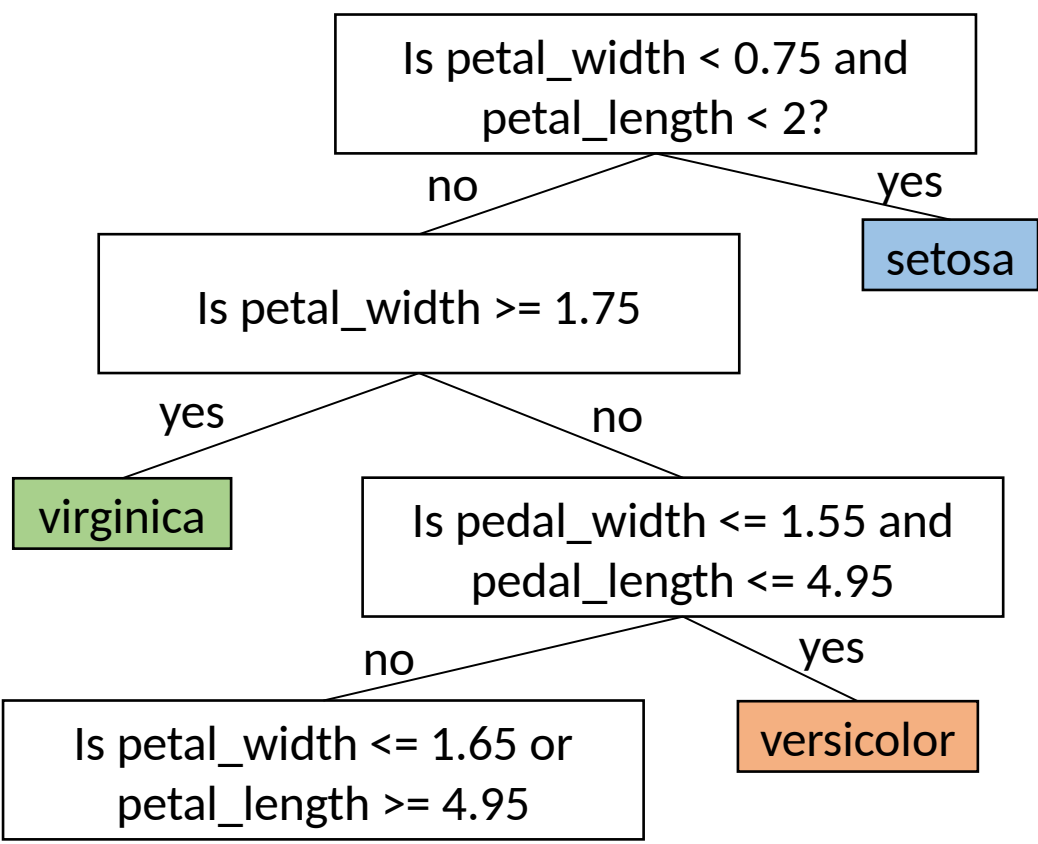 Is petal_width < 0.75 and
petal_length < 2?
no
yes
setosa
Is petal_width >= 1.75
yes
no
virginica
Is pedal_width <= 1.55 and
pedal_length <= 4.95
no
yes
Is petal_width <= 1.65 or
petal_length >= 4.95
versicolor